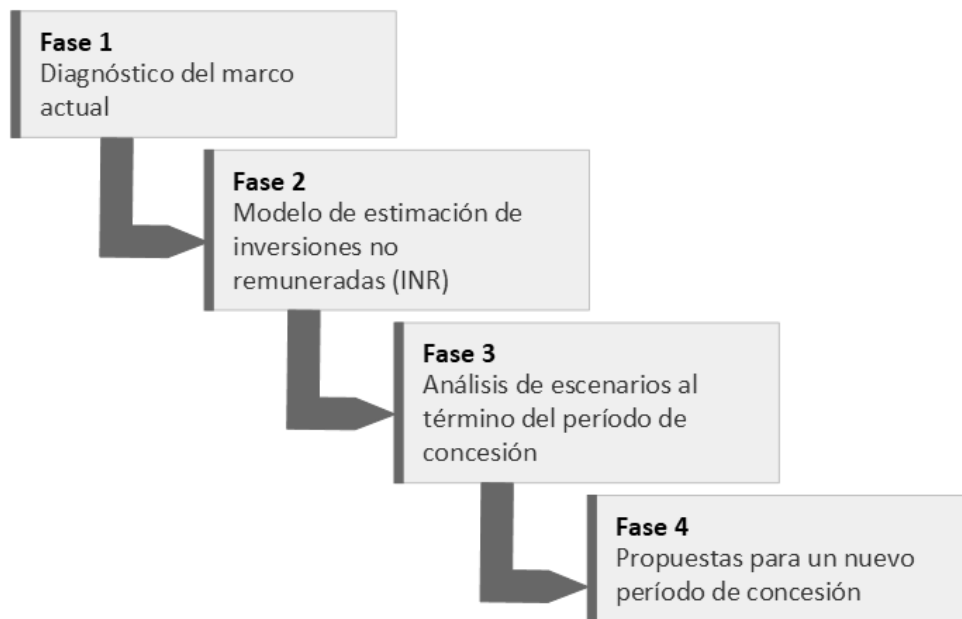 Fase 1
Diagnóstico del marco
actual
Fase 2
Modelo de estimación de
inversiones no
remuneradas (INR)
Fase 3
Análisis de escenarios al
término del período de
concesión
Fase 4
Propuestas para un nuevo
período de concesión